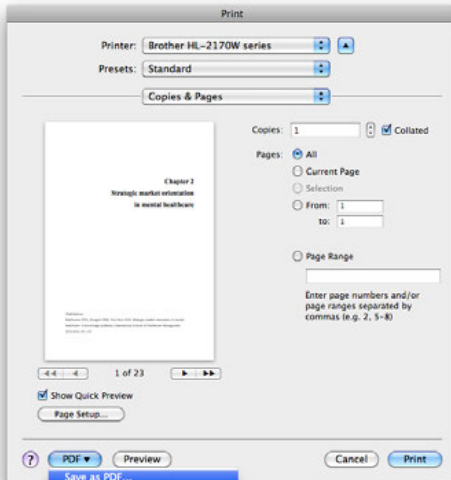 Print
Printer: Brother HL-2170W series
Presets: Standard
Copies & Pages
Copies: 1 Collated
Pages: All
Current Page
Selection
From: 1
to: 1
Page Range
Enter page numbers and/or
page ranges separated by
commas (e.g. 2, 5-8)
Chapter 2
Strategic market orientation
in mental healthcare
1 of 23
Show Quick Preview
Page Setup...
? PDF Preview Cancel Print
Save as PDF...